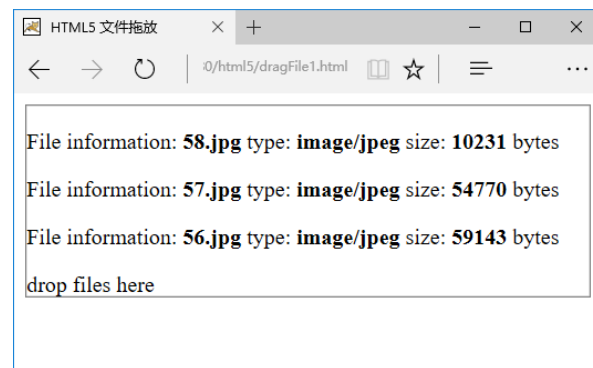 HTML5 文件拖放
0/html5/dragFile1.html
File information: 58.jpg type: image/jpeg size: 10231 bytes
File information: 57.jpg type: image/jpeg size: 54770 bytes
File information: 56.jpg type: image/jpeg size: 59143 bytes
drop files here